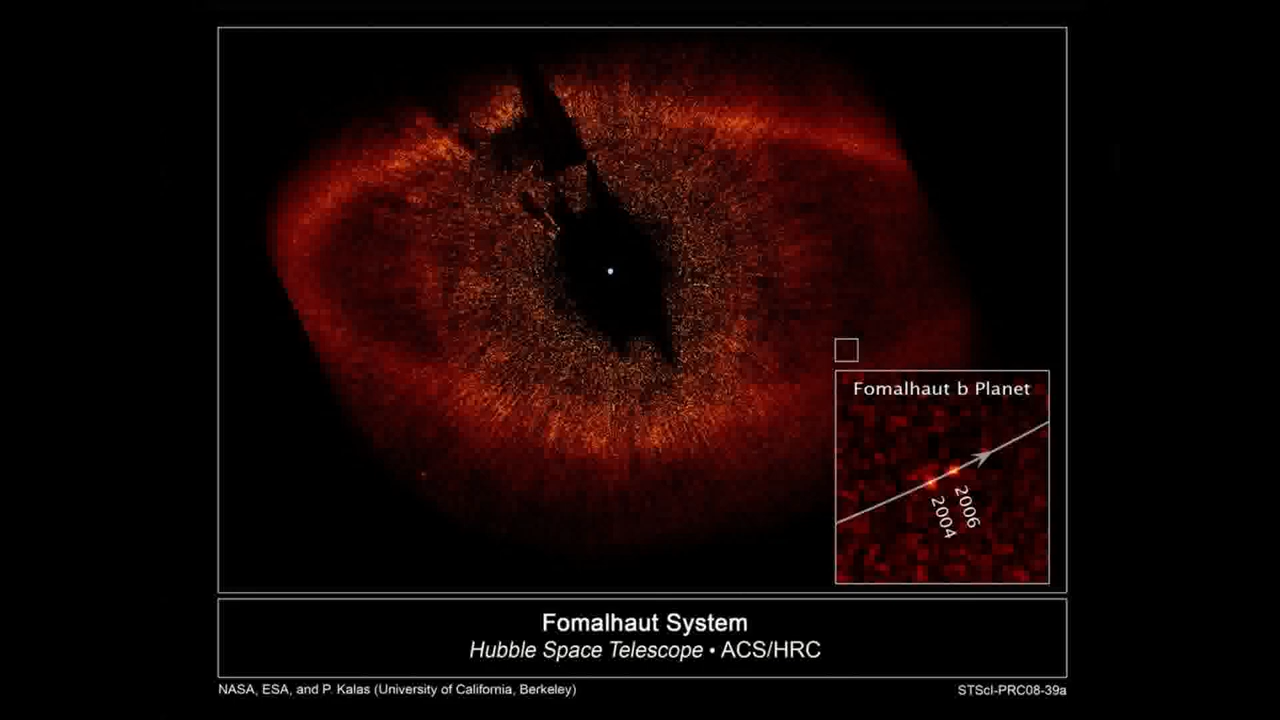 Fomalhaut b Planet
2006
2004
Fomalhaut System
Hubble Space Telescope • ACS/HRC
NASA, ESA, and P. Kalas (University of California, Berkeley)
STScI-PRC08-39a